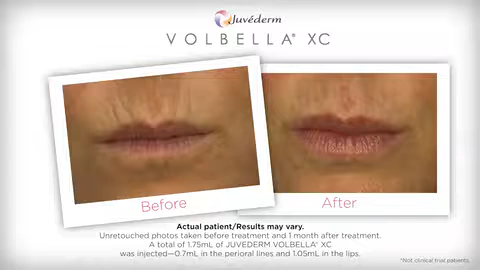 Juvéderm
VOLBELLA® XC
Before
After
Actual patient/Results may vary.
Unretouched photos taken before treatment and 1 month after treatment.
A total of 1.75mL of JUVÉDERM VOLBELLA® XC
was injected—0.7mL in the perioral lines and 1.05mL in the lips.
*Not clinical trial patients.